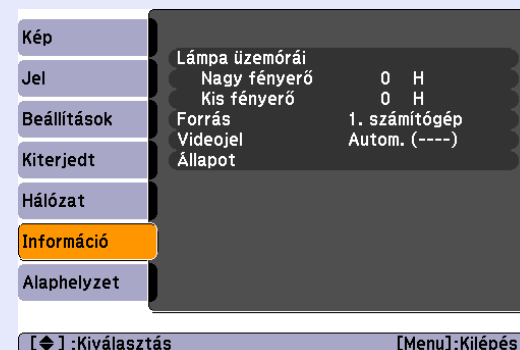 Kép
Jel
Beállítások
Kiterjedt
Hálózat
Információ
Alaphelyzet
Lámpa üzemórái
Nagy fényerő 0 H
Kis fényerő 0 H
Forrás 1. számítógép
Videojel Autom. (----)
Állapot
[◆] :Kiválasztás [Menu]:Kilépés